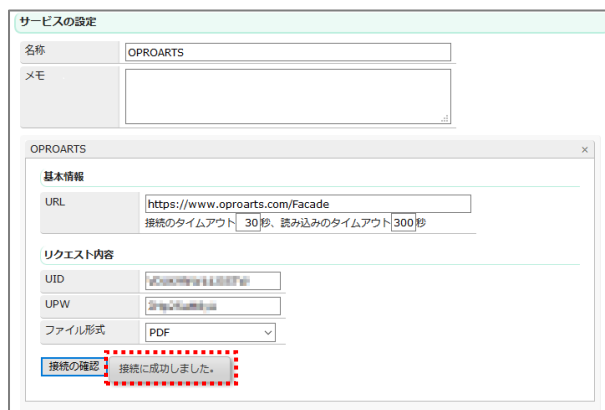 サービスの設定
名称
OPROARTS
メモ
OPROARTS ×
基本情報
URL
https://www.oproarts.com/Facade
接続のタイムアウト 30 秒、読み込みのタイムアウト 300 秒
リクエスト内容
UID
UPW
ファイル形式
PDF
接続の確認
接続に成功しました。